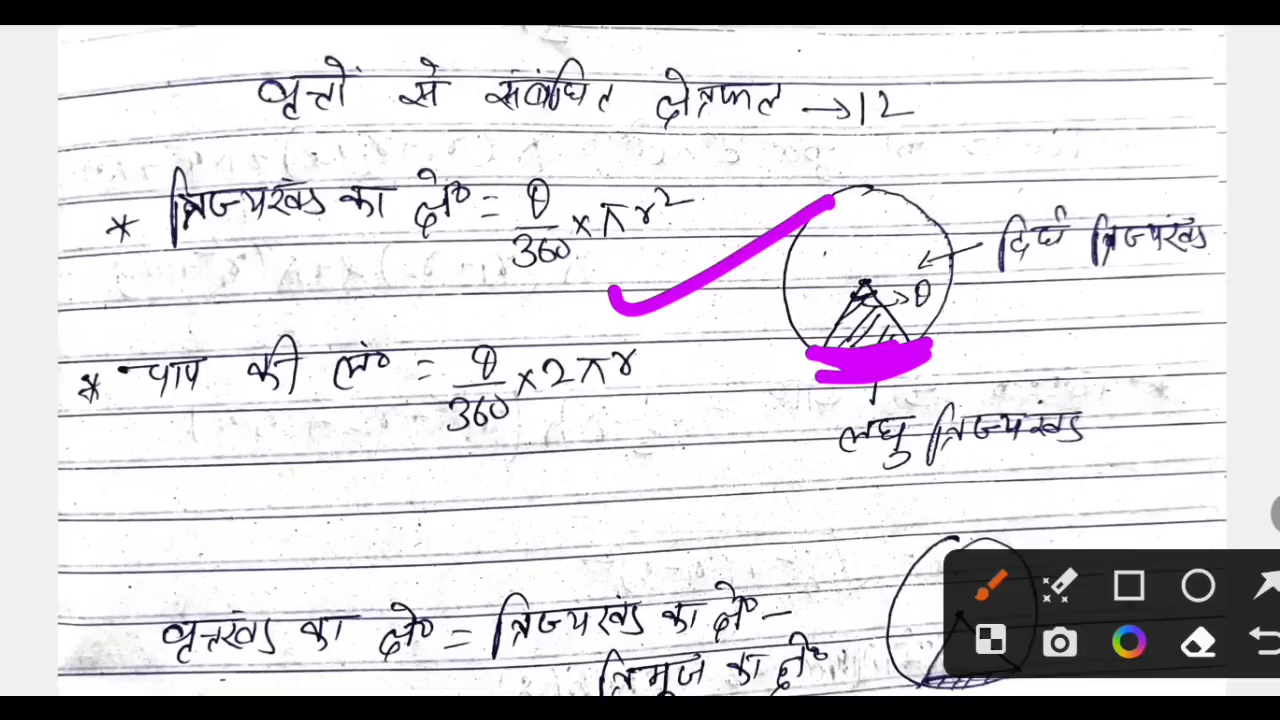 वृत्तों से संबंधित क्षेत्रफल →12
* त्रिज्यखंड का क्षे० = θ/360 × πr²
→ दिर्घ त्रिज्यखंड
θ
* चाप की लं० = θ/360 × 2πr
लघु त्रिज्यखंड
वृत्तखंड का क्षे० = त्रिज्यखंड का क्षे० –
त्रिभुज का क्षे०